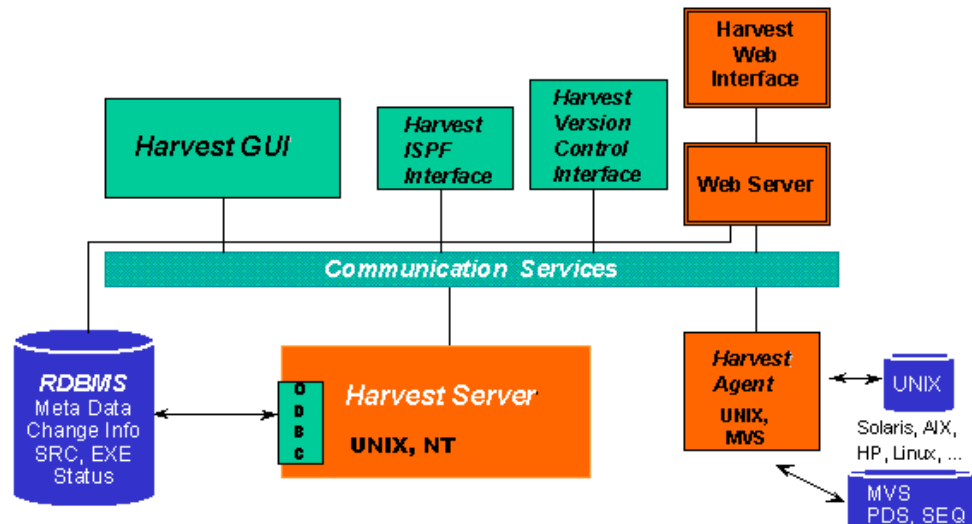 Harvest
Web
Interface
Harvest GUI
Harvest
ISPF
Interface
Harvest
Version
Control
Interface
Web Server
Communication Services
RDBMS
Meta Data
Change Info
SRC, EXE
Status
O
D
B
C
Harvest Server
UNIX, NT
Harvest
Agent
UNIX,
MVS
UNIX
Solaris, AIX,
HP, Linux, ...
MVS
PDS, SEQ